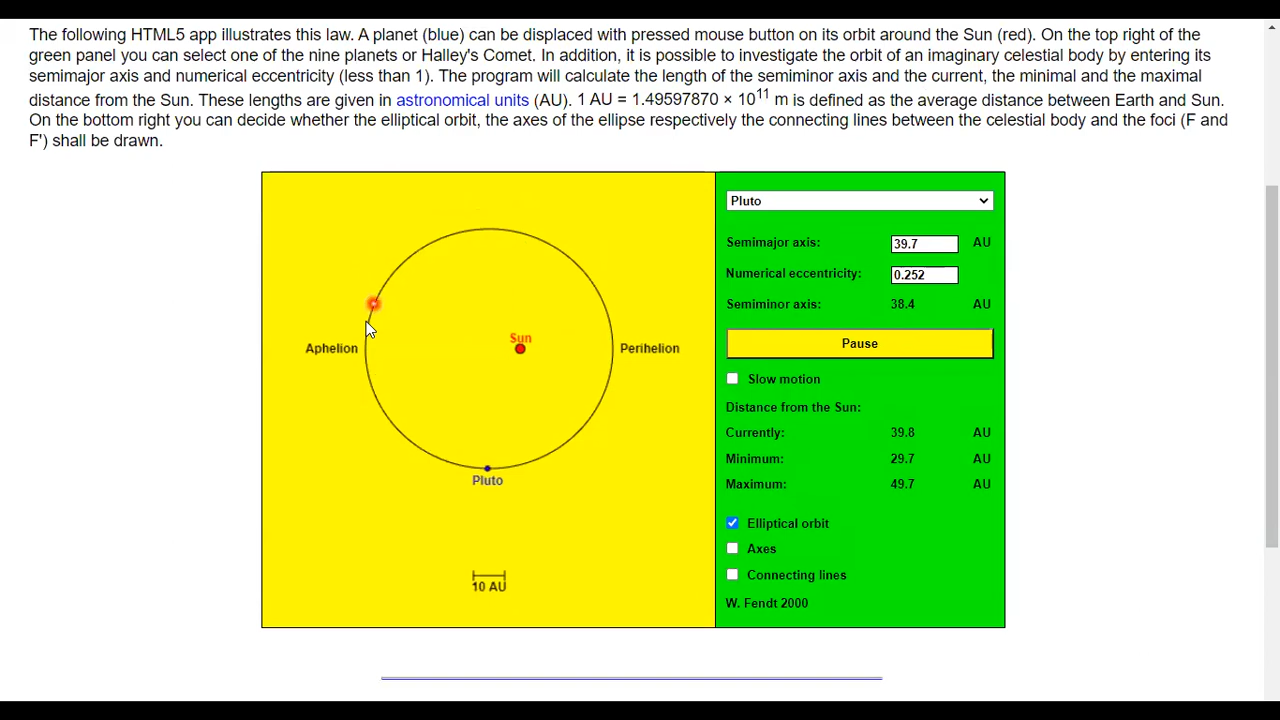 The following HTML5 app illustrates this law. A planet (blue) can be displaced with pressed mouse button on its orbit around the Sun (red). On the top right of the
green panel you can select one of the nine planets or Halley's Comet. In addition, it is possible to investigate the orbit of an imaginary celestial body by entering its
semimajor axis and numerical eccentricity (less than 1). The program will calculate the length of the semiminor axis and the current, the minimal and the maximal
distance from the Sun. These lengths are given in astronomical units (AU). 1 AU = 1.49597870 × 10¹¹ m is defined as the average distance between Earth and Sun.
On the bottom right you can decide whether the elliptical orbit, the axes of the ellipse respectively the connecting lines between the celestial body and the foci (F and
F') shall be drawn.
Pluto
Semimajor axis: 39.7 AU
Numerical eccentricity: 0.252
Semiminor axis: 38.4 AU
Pause
Slow motion
Distance from the Sun:
Currently: 39.8 AU
Minimum: 29.7 AU
Maximum: 49.7 AU
Elliptical orbit
Axes
Connecting lines
W. Fendt 2000
Sun
Aphelion
Perihelion
Pluto
10 AU